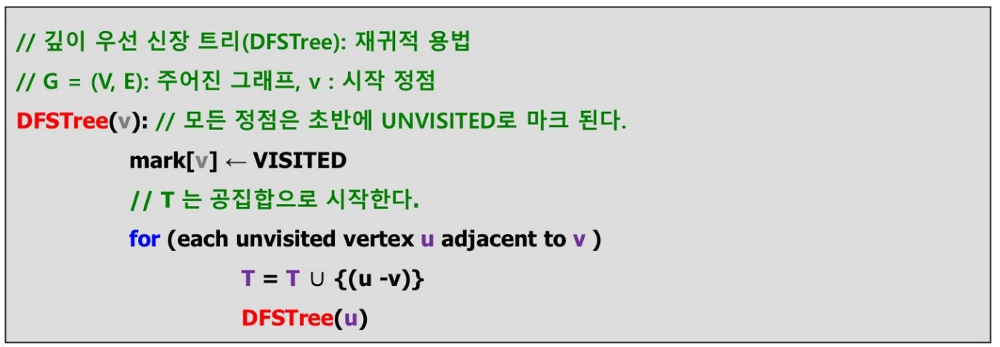 // 깊이 우선 신장 트리(DFSTree): 재귀적 용법
// G = (V, E): 주어진 그래프, v : 시작 정점
DFSTree(v): // 모든 정점은 초반에 UNVISITED로 마크 된다.
mark[v] ← VISITED
// T 는 공집합으로 시작한다.
for (each unvisited vertex u adjacent to v )
T = T ∪ {(u -v)}
DFSTree(u)